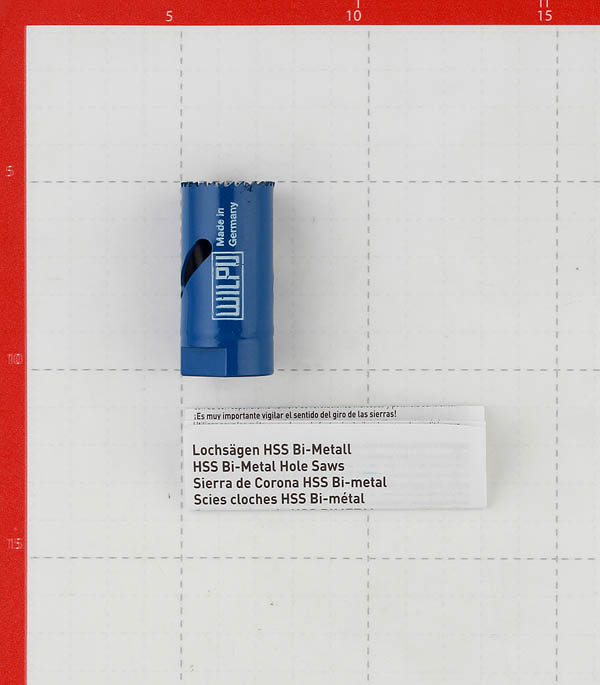 5
10
15
5
10
15
Made in
Germany
WILPU
¡Es muy importante vigilar el sentido del giro de las sierras!
Lochsägen HSS Bi-Metall
HSS Bi-Metal Hole Saws
Sierra de Corona HSS Bi-metal
Scies cloches HSS Bi-métal